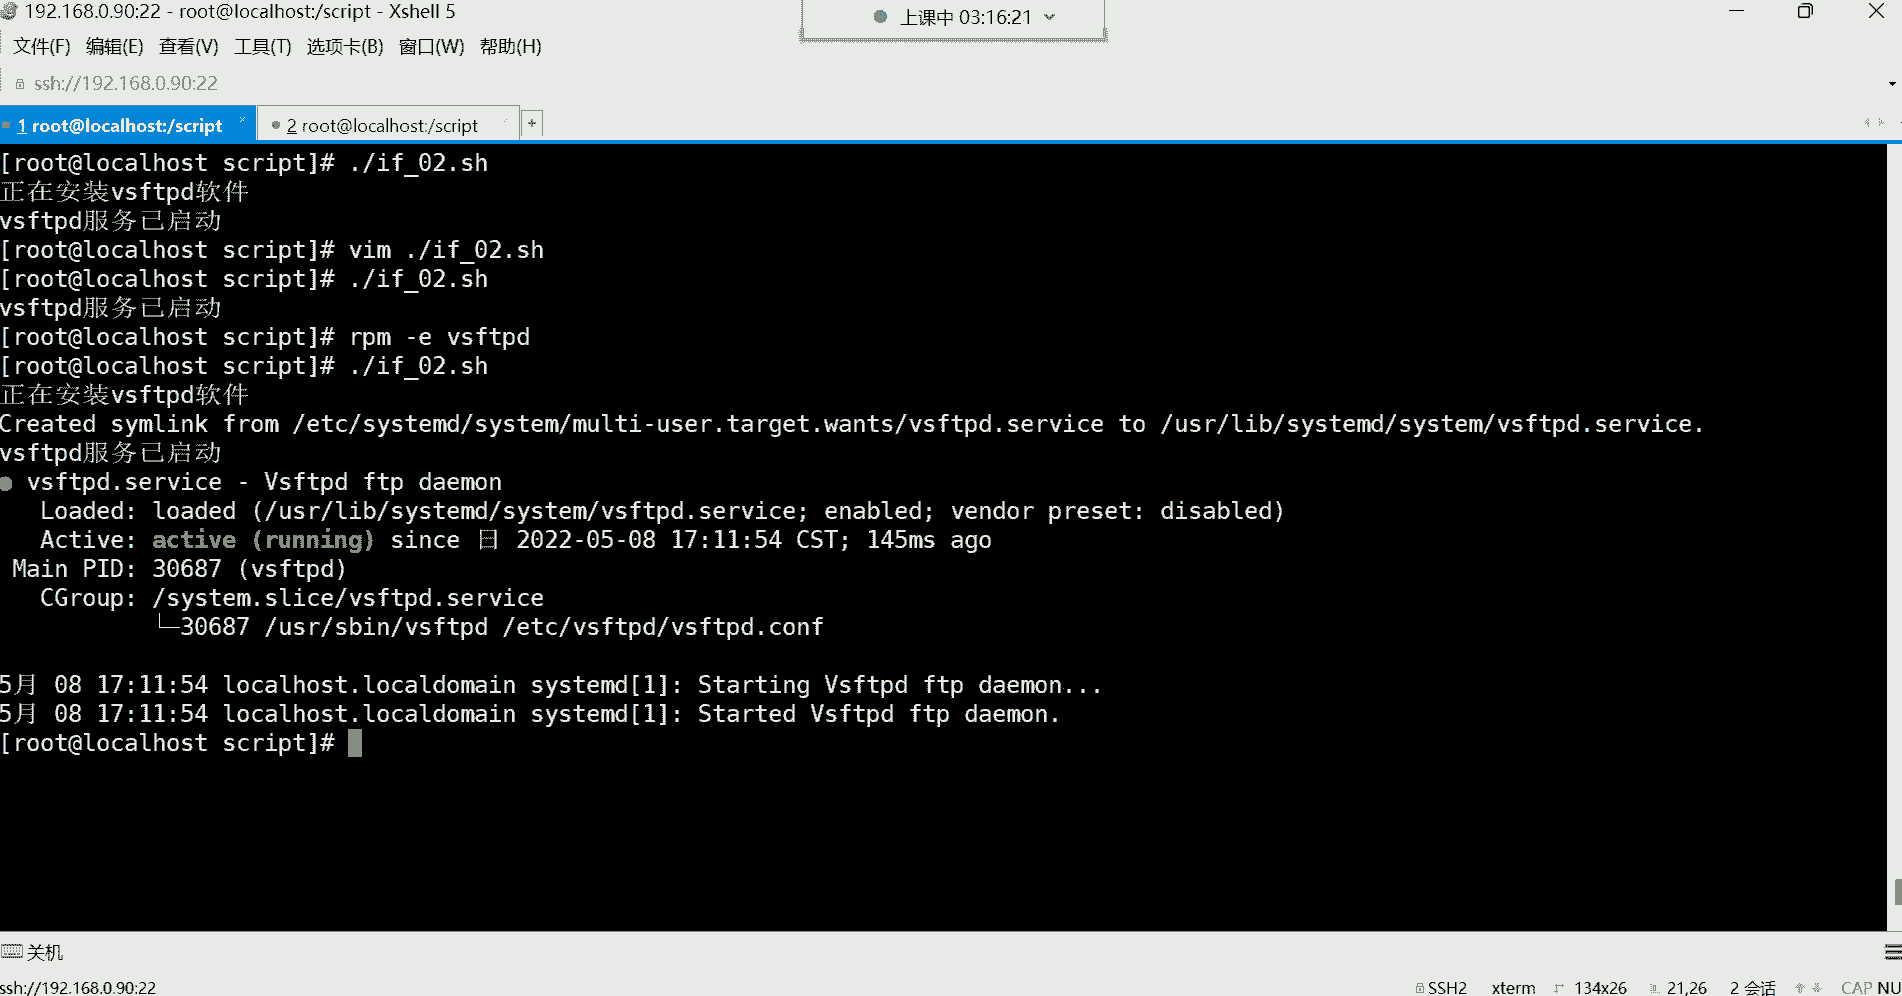 192.168.0.90:22 - root@localhost:/script - Xshell 5
上课中 03:16:21
文件(F) 编辑(E) 查看(V) 工具(T) 选项卡(B) 窗口(W) 帮助(H)
ssh://192.168.0.90:22
1 root@localhost:/script
2 root@localhost:/script
+
[root@localhost script]# ./if_02.sh
正在安装vsftpd软件
vsftpd服务已启动
[root@localhost script]# vim ./if_02.sh
[root@localhost script]# ./if_02.sh
vsftpd服务已启动
[root@localhost script]# rpm -e vsftpd
[root@localhost script]# ./if_02.sh
正在安装vsftpd软件
Created symlink from /etc/systemd/system/multi-user.target.wants/vsftpd.service to /usr/lib/systemd/system/vsftpd.service.
vsftpd服务已启动
● vsftpd.service - Vsftpd ftp daemon
   Loaded: loaded (/usr/lib/systemd/system/vsftpd.service; enabled; vendor preset: disabled)
   Active: active (running) since 日 2022-05-08 17:11:54 CST; 145ms ago
 Main PID: 30687 (vsftpd)
   CGroup: /system.slice/vsftpd.service
           └─30687 /usr/sbin/vsftpd /etc/vsftpd/vsftpd.conf
5月 08 17:11:54 localhost.localdomain systemd[1]: Starting Vsftpd ftp daemon...
5月 08 17:11:54 localhost.localdomain systemd[1]: Started Vsftpd ftp daemon.
[root@localhost script]#
关机
ssh://192.168.0.90:22
SSH2 xterm 134x26 21,26 2 会话 CAP NU